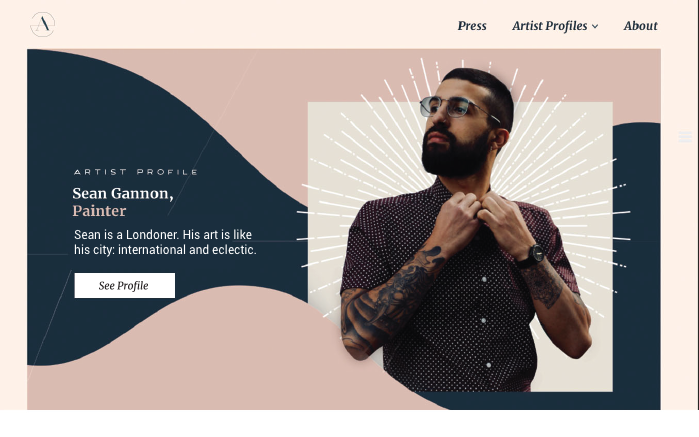 A
Press
Artist Profiles
About
ARTIST PROFILE
Sean Gannon,
Painter
Sean is a Londoner. His art is like
his city: international and eclectic.
See Profile